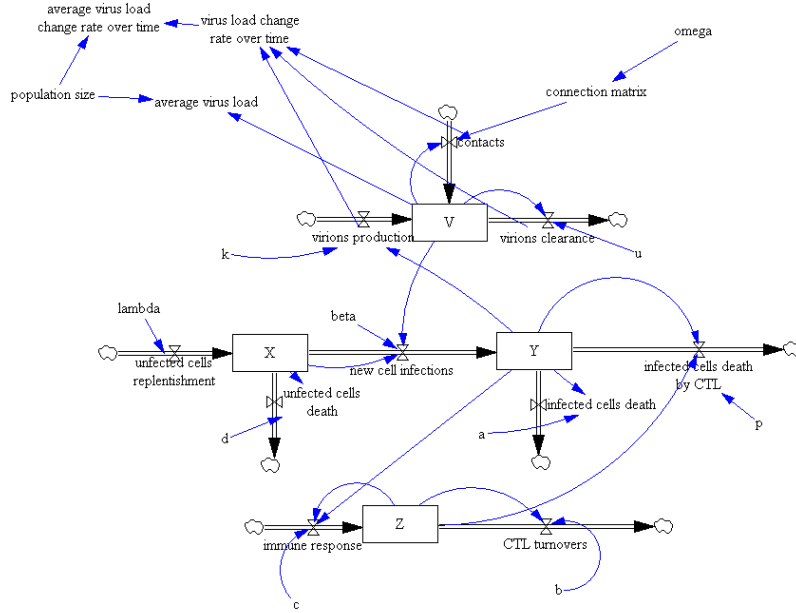 average virus load
change rate over time
virus load change
rate over time
omega
population size
average virus load
connection matrix
contacts
V
virions production
virions clearance
k
u
lambda
beta
X
Y
unfected cells
replentishment
new cell infections
infected cells death
by CTL
unfected cells
death
infected cells death
d
a
p
Z
immune response
CTL turnovers
b
c